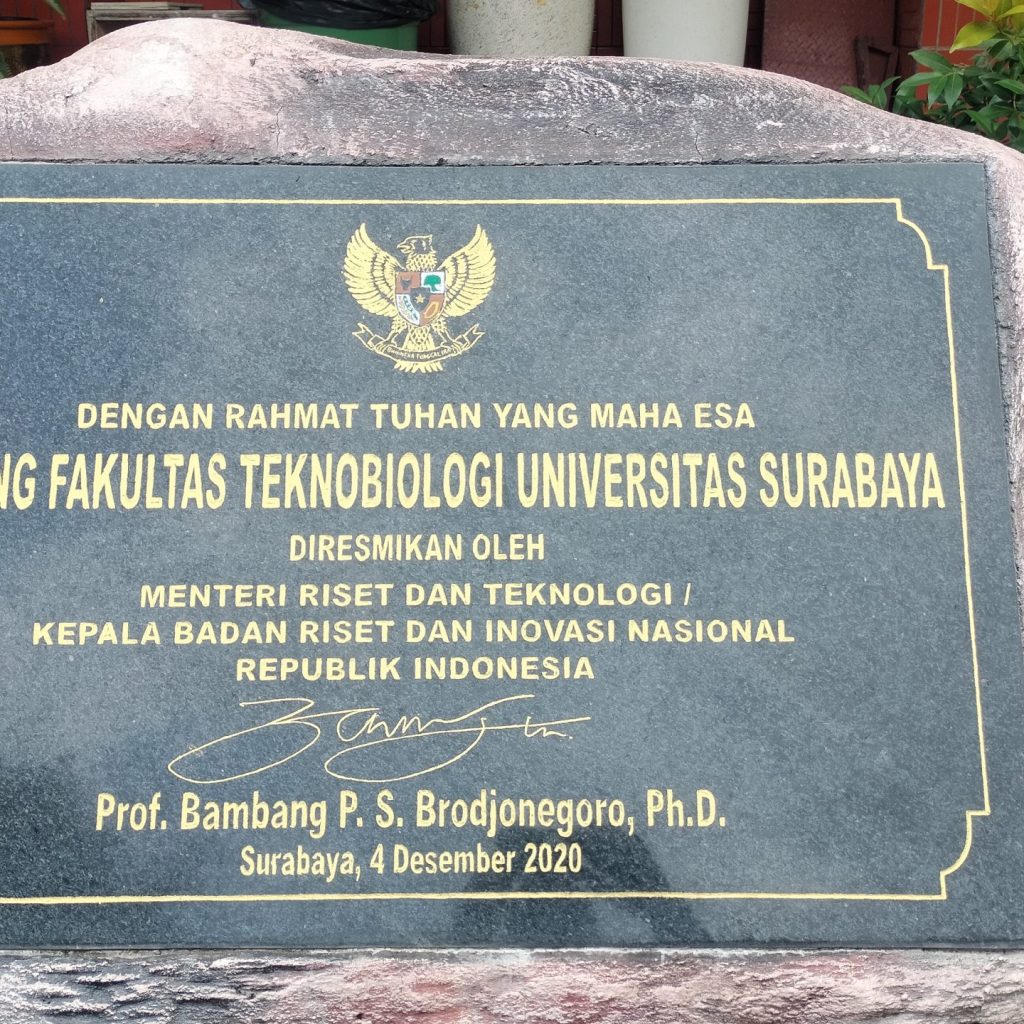 DENGAN RAHMAT TUHAN YANG MAHA ESA
NG FAKULTAS TEKNOBIOLOGI UNIVERSITAS SURABAYA
DIRESMIKAN OLEH
MENTERI RISET DAN TEKNOLOGI /
KEPALA BADAN RISET DAN INOVASI NASIONAL
REPUBLIK INDONESIA
Prof. Bambang P. S. Brodjonegoro, Ph.D.
Surabaya, 4 Desember 2020